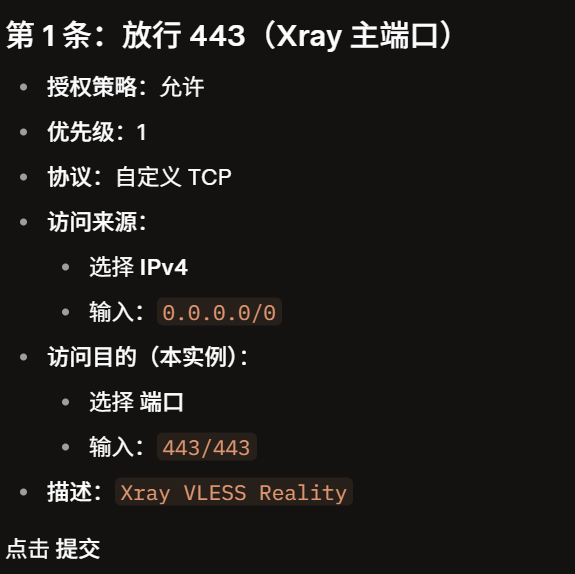 第 1 条：放行 443（Xray 主端口）
授权策略：允许
优先级：1
协议：自定义 TCP
访问来源：
选择 IPv4
输入：0.0.0.0/0
访问目的（本实例）：
选择 端口
输入：443/443
描述：Xray VLESS Reality
点击 提交